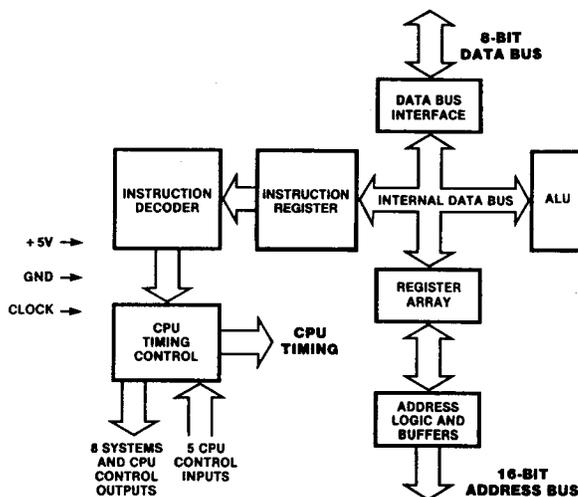 8-BIT
DATA BUS
DATA BUS
INTERFACE
INSTRUCTION
DECODER
INSTRUCTION
REGISTER
INTERNAL DATA BUS
ALU
+5V
GND
CLOCK
REGISTER
ARRAY
CPU
TIMING
CONTROL
CPU
TIMING
ADDRESS
LOGIC AND
BUFFERS
8 SYSTEMS
AND CPU
CONTROL
OUTPUTS
5 CPU
CONTROL
INPUTS
16-BIT
ADDRESS BUS